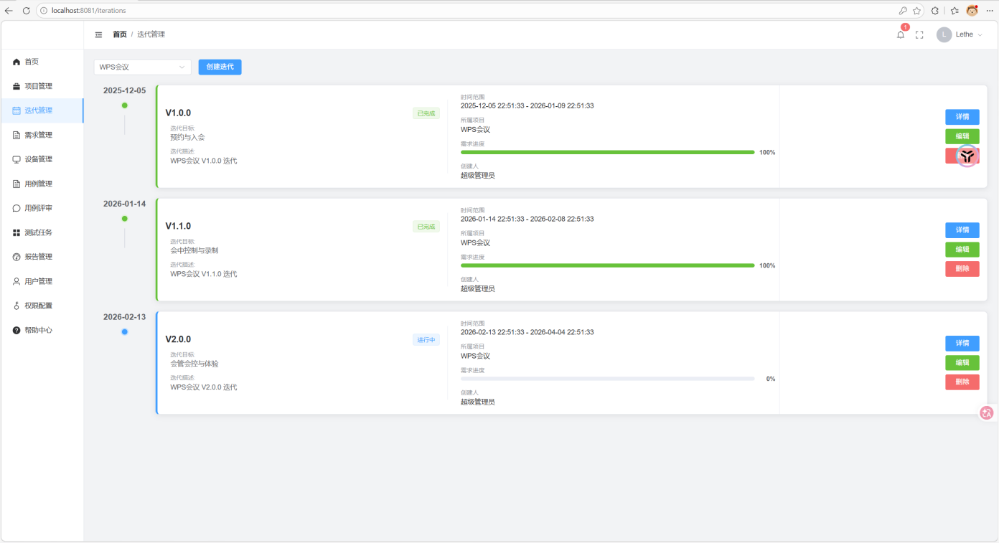 localhost:8081/iterations
首页 / 迭代管理
1
L Lethe
首页
项目管理
迭代管理
需求管理
设备管理
用例管理
用例评审
测试任务
报告管理
用户管理
权限配置
帮助中心
WPS会议
创建迭代
2025-12-05
V1.0.0
已完成
迭代目标:
预约与入会
迭代描述:
WPS会议 V1.0.0 迭代
时间范围
2025-12-05 22:51:33 - 2026-01-09 22:51:33
所属项目
WPS会议
需求进度
100%
创建人
超级管理员
详情
编辑
2026-01-14
V1.1.0
已完成
迭代目标:
会中控制与录制
迭代描述:
WPS会议 V1.1.0 迭代
时间范围
2026-01-14 22:51:33 - 2026-02-08 22:51:33
所属项目
WPS会议
需求进度
100%
创建人
超级管理员
详情
编辑
删除
2026-02-13
V2.0.0
进行中
迭代目标:
会管会控与体验
迭代描述:
WPS会议 V2.0.0 迭代
时间范围
2026-02-13 22:51:33 - 2026-04-04 22:51:33
所属项目
WPS会议
需求进度
0%
创建人
超级管理员
详情
编辑
删除